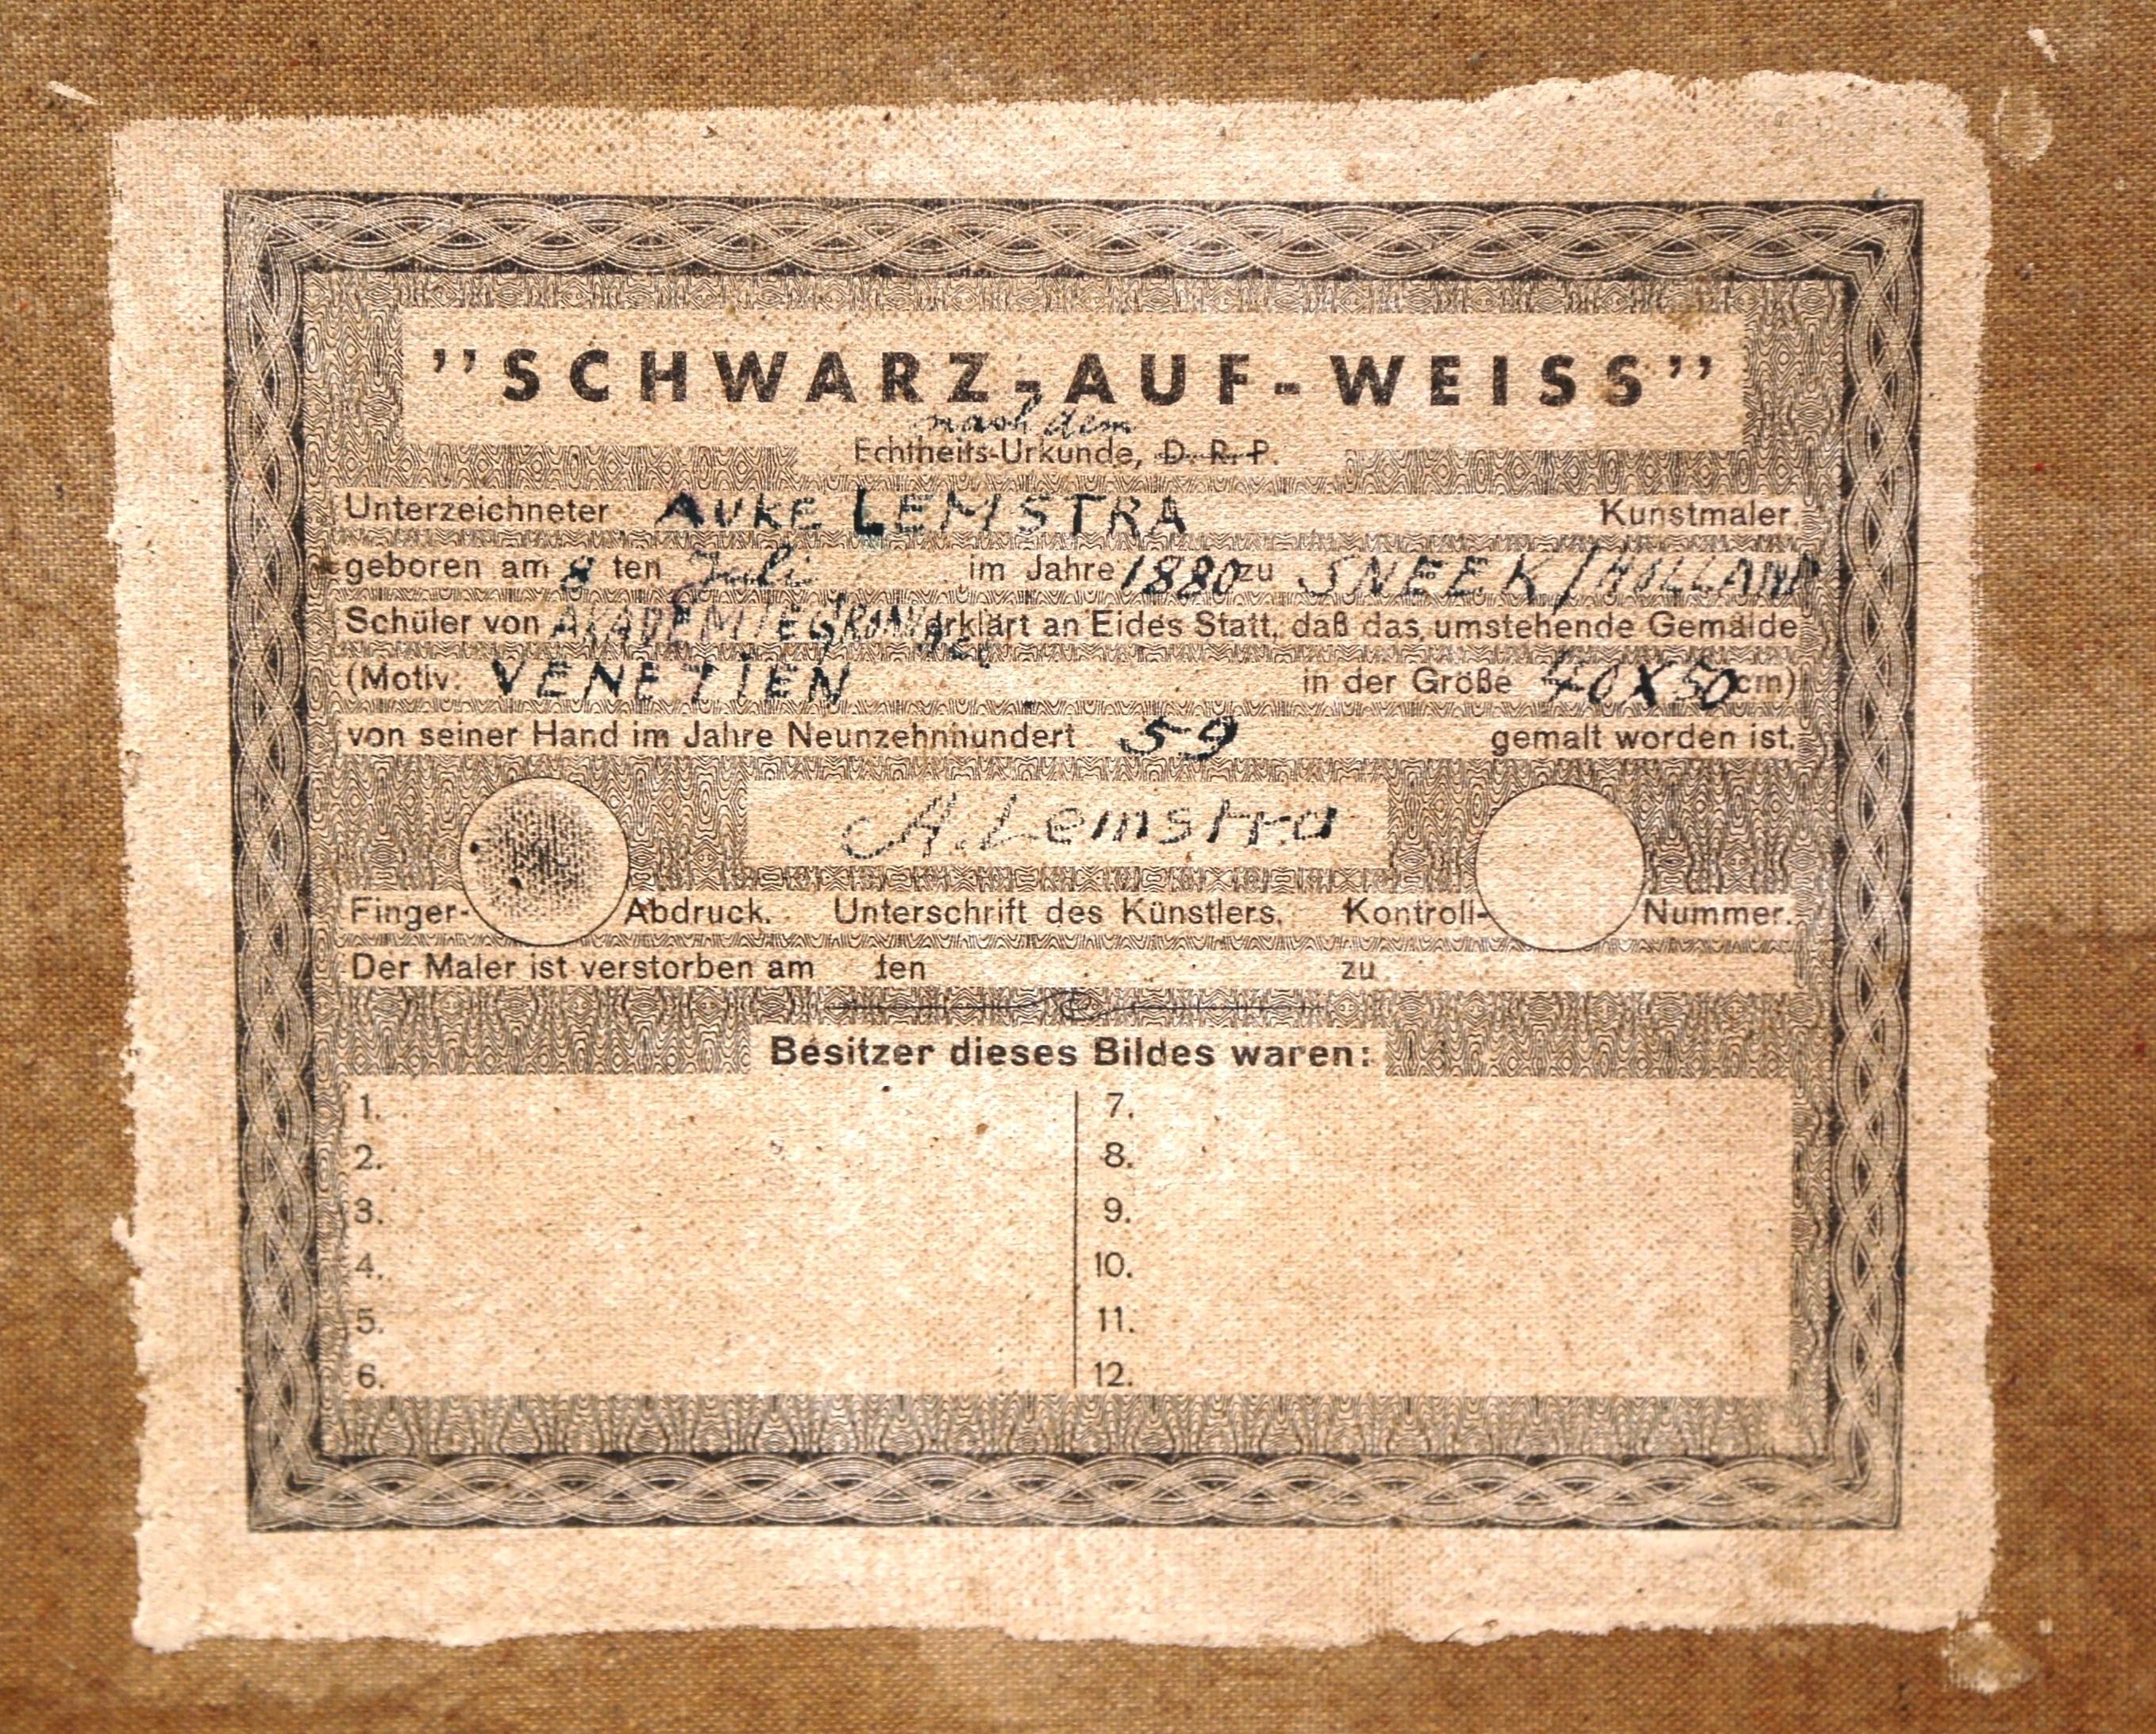 "SCHWARZ-AUF-WEISS"
nach dem
Echtheits-Urkunde, D. R. P.
Unterzeichneter AUKE LEMSTRA Kunstmaler.
geboren am 8 ten Juli im Jahre 1880 zu SNEEK/HOLLAND
Schüler von AKADEMIE erklärt an Eides Statt, daß das umstehende Gemälde
(Motiv: VENETIEN in der Größe 40X50 cm)
von seiner Hand im Jahre Neunzehnhundert 59 gemalt worden ist.
A. Lemstra
Finger-Abdruck. Unterschrift des Künstlers. Kontroll-Nummer.
Der Maler ist verstorben am ten zu
Besitzer dieses Bildes waren:
1. 7.
2. 8.
3. 9.
4. 10.
5. 11.
6. 12.